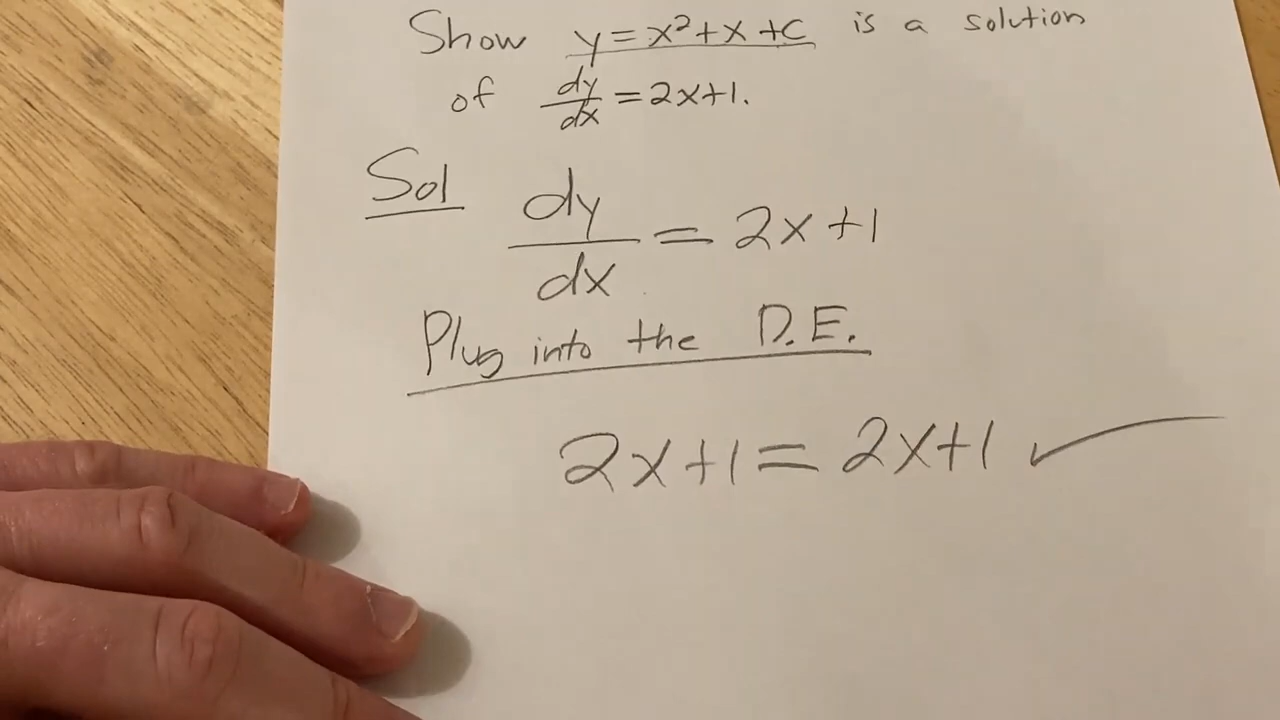 Show y = x² + x + c is a solution
of dy/dx = 2x+1.
Sol dy/dx = 2x+1
Plug into the D.E.
2x+1 = 2x+1 ✓